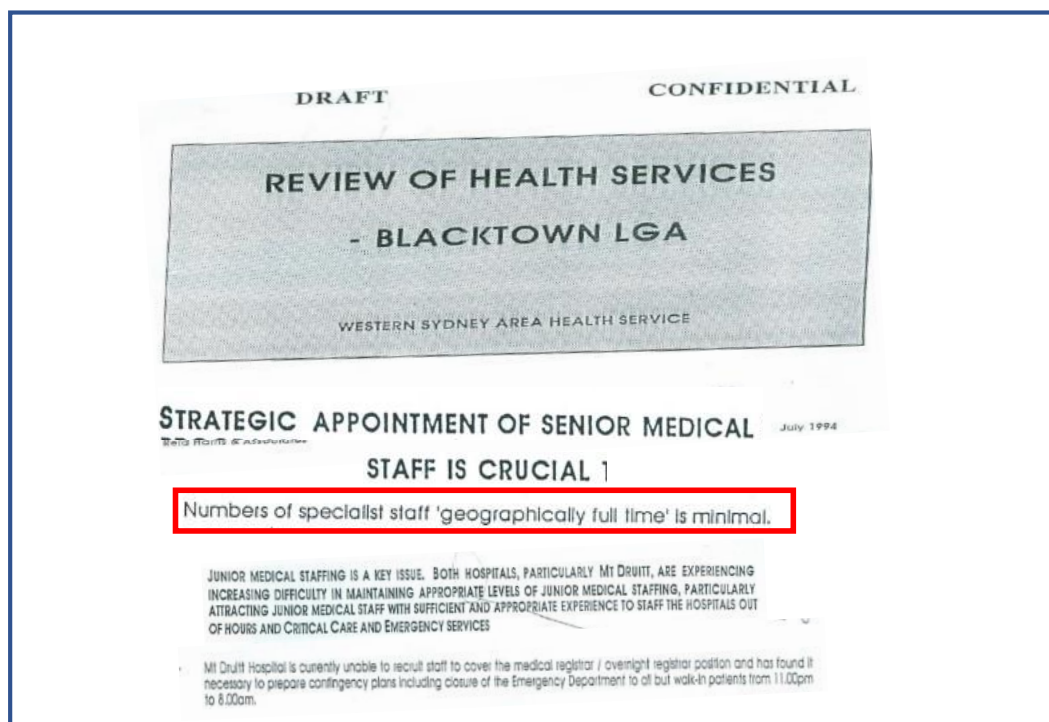 DRAFT CONFIDENTIAL
REVIEW OF HEALTH SERVICES
- BLACKTOWN LGA
WESTERN SYDNEY AREA HEALTH SERVICE
STRATEGIC APPOINTMENT OF SENIOR MEDICAL July 1994
STAFF IS CRUCIAL
Numbers of specialist staff 'geographically full time' is minimal.
JUNIOR MEDICAL STAFFING IS A KEY ISSUE. BOTH HOSPITALS, PARTICULARLY MT DRUITT, ARE EXPERIENCING
INCREASING DIFFICULTY IN MAINTAINING APPROPRIATE LEVELS OF JUNIOR MEDICAL STAFFING, PARTICULARLY
ATTRACTING JUNIOR MEDICAL STAFF WITH SUFFICIENT AND APPROPRIATE EXPERIENCE TO STAFF THE HOSPITALS OUT
OF HOURS AND CRITICAL CARE AND EMERGENCY SERVICES
Mt Druitt Hospital is currently unable to recruit staff to cover the medical registrar / overnight registrar position and has found it
necessary to prepare contingency plans including closure of the Emergency Department to all but walk-in patients from 11.00pm
to 8.00am.